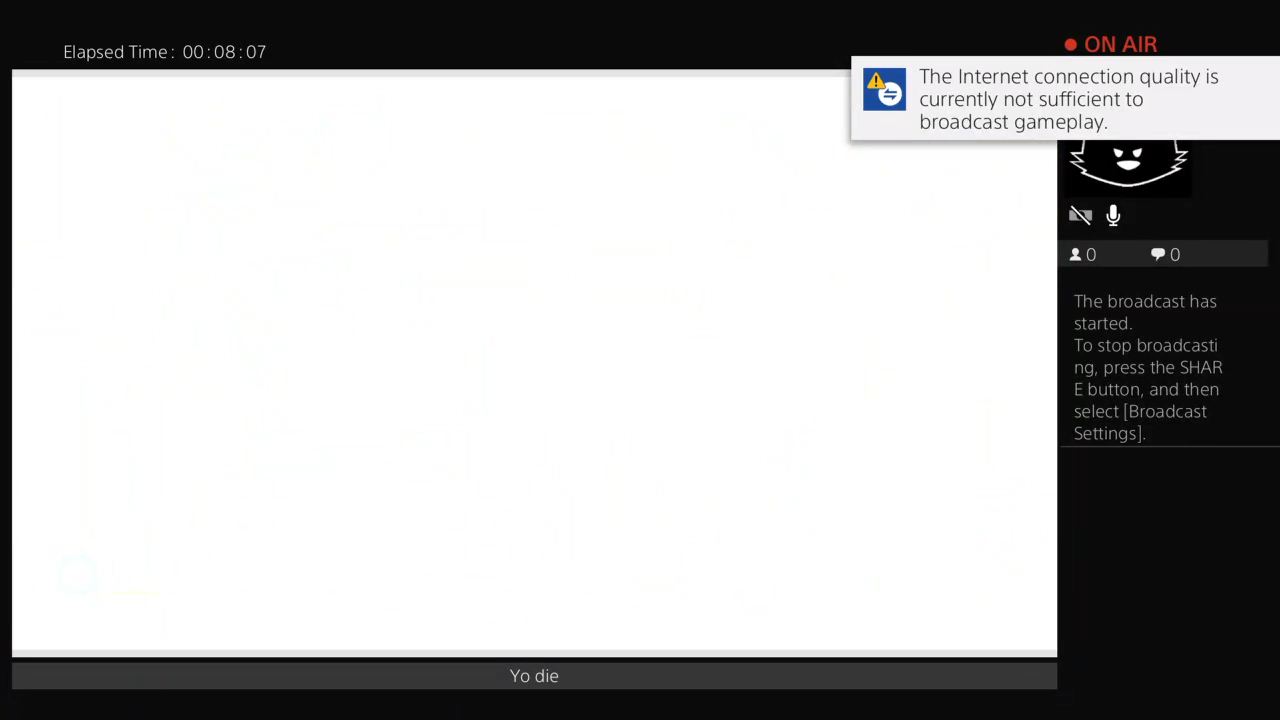 Elapsed Time: 00:08:07
ON AIR
The Internet connection quality is
currently not sufficient to
broadcast gameplay.
0
0
The broadcast has
started.
To stop broadcasti
ng, press the SHAR
E button, and then
select [Broadcast
Settings].
Yo die